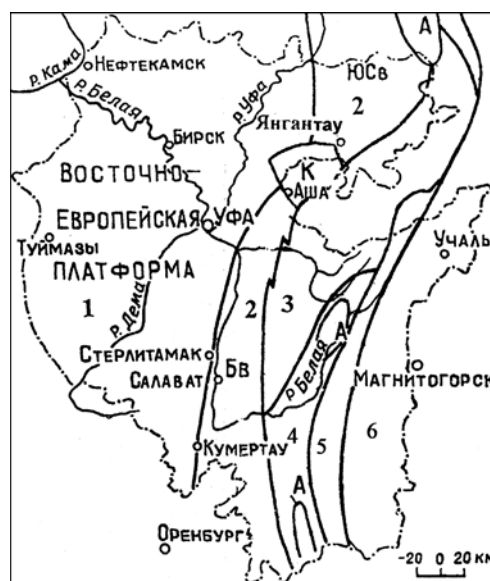 А
р. Кама
НЕФТЕКАМСК
ЮСв
р. Белая
р. Уфа
2
Янгантау
БИРСК
ВОСТОЧНО-
К
АША
ЕВРОПЕЙСКАЯ
УФА
ТУЙМАЗЫ
УЧАЛЫ
ПЛАТФОРМА
1
2
3
р. Дема
А
СТЕРЛИТАМАК
р. Белая
САЛАВАТ
Бв
МАГНИТОГОРСК
4
5
6
КУМЕРТАУ
А
ОРЕНБУРГ
-20 0 20 КМ